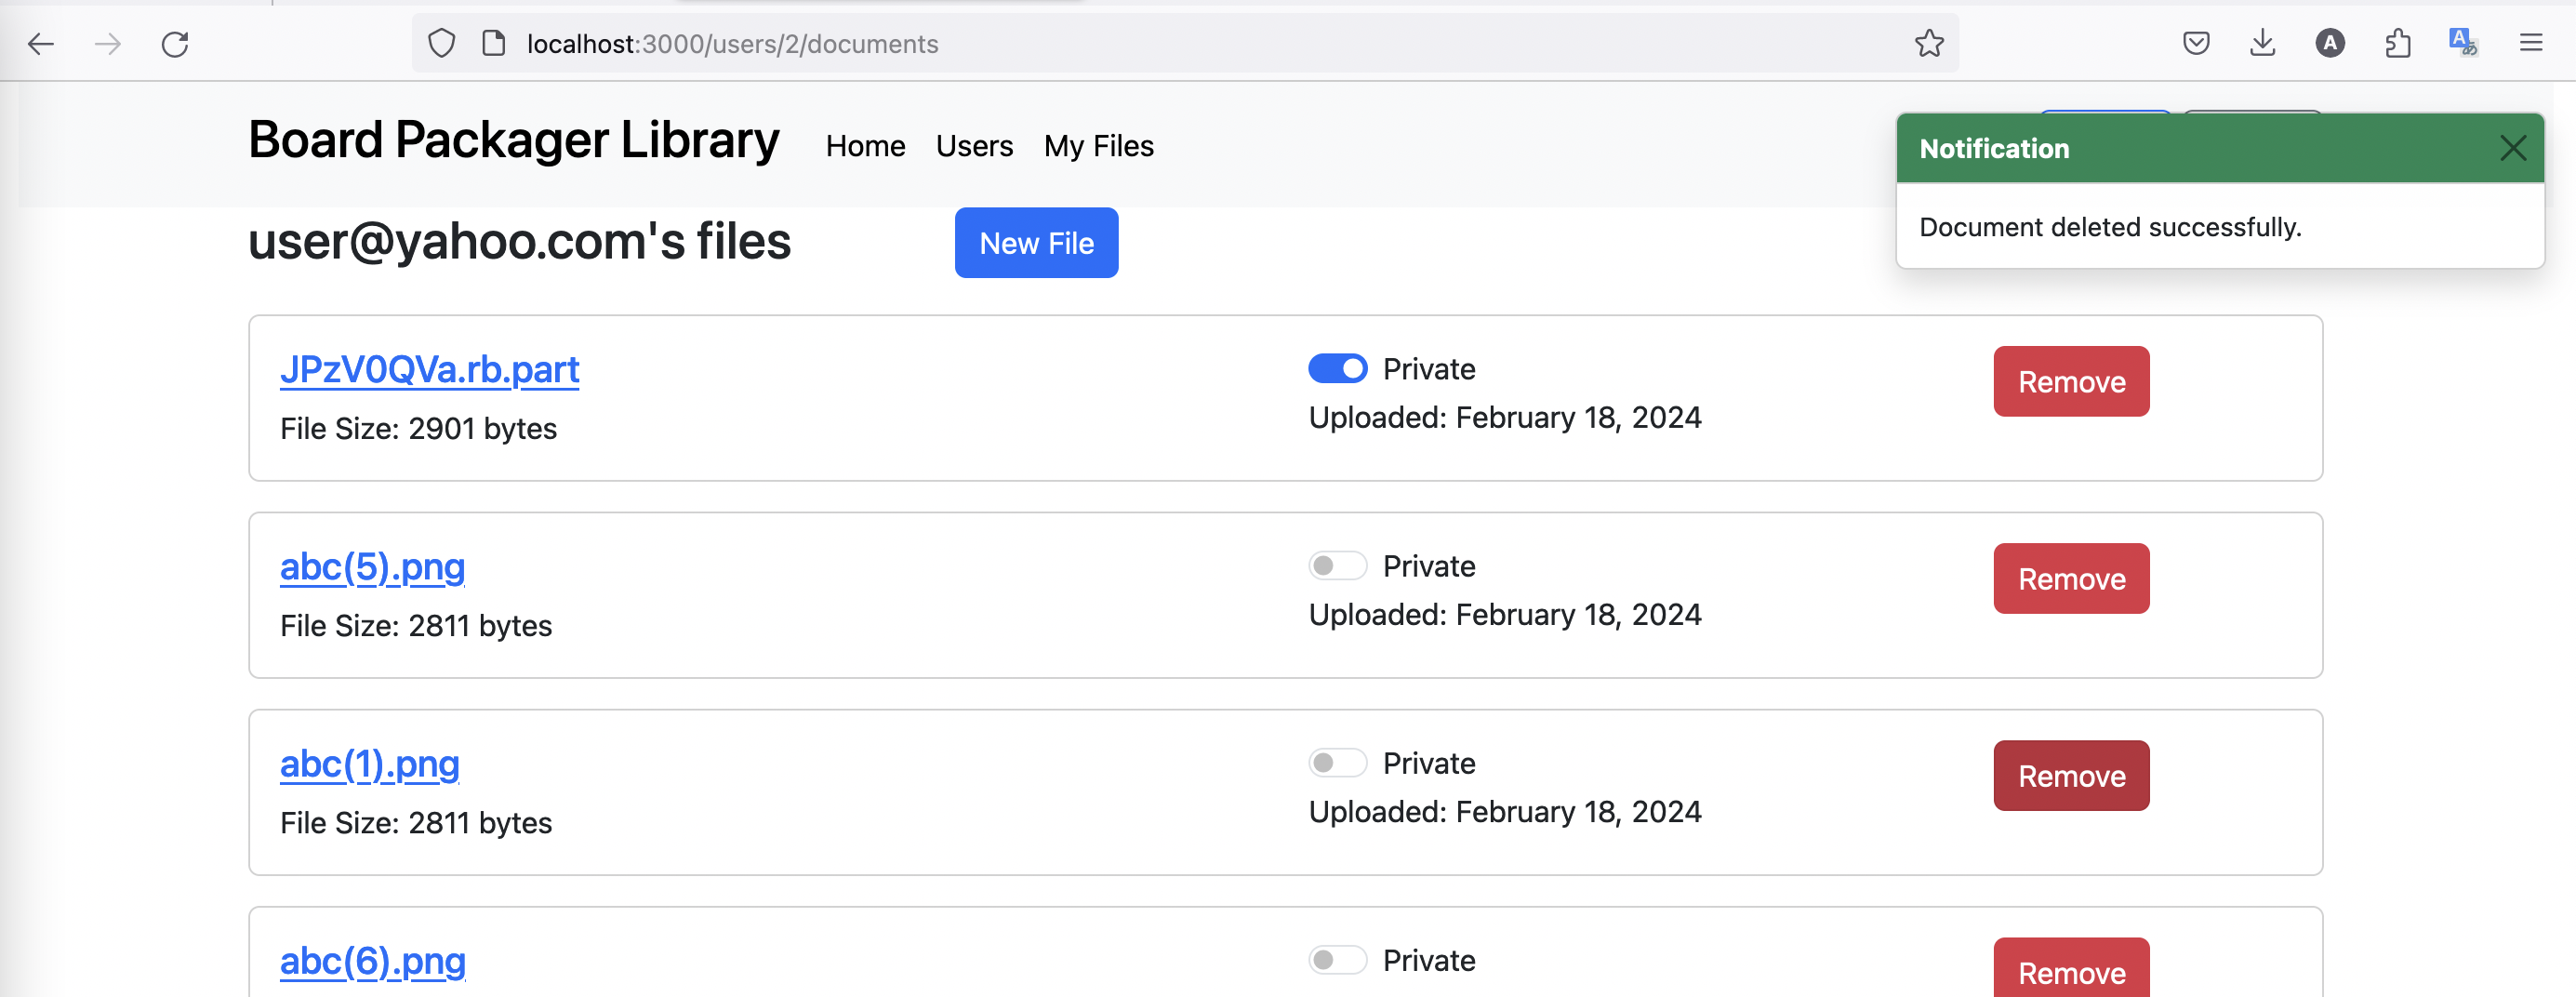 localhost:3000/users/2/documents
A
A あ
Board Packager Library Home Users My Files
Notification
Document deleted successfully.
user@yahoo.com's files New File
JPzV0QVa.rb.part Private Remove
File Size: 2901 bytes Uploaded: February 18, 2024
abc(5).png Private Remove
File Size: 2811 bytes Uploaded: February 18, 2024
abc(1).png Private Remove
File Size: 2811 bytes Uploaded: February 18, 2024
abc(6).png Private Remove